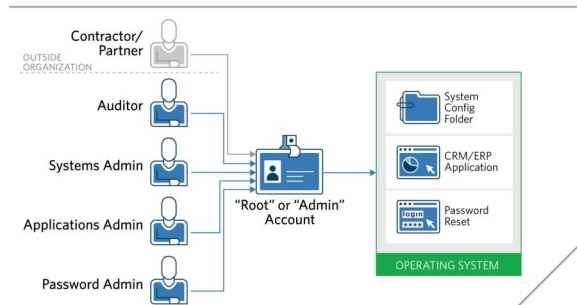 Contractor/
Partner
OUTSIDE
ORGANIZATION
Auditor
Systems Admin
Applications Admin
Password Admin
"Root" or "Admin"
Account
System
Config
Folder
CRM/ERP
Application
login
****
Password
Reset
OPERATING SYSTEM